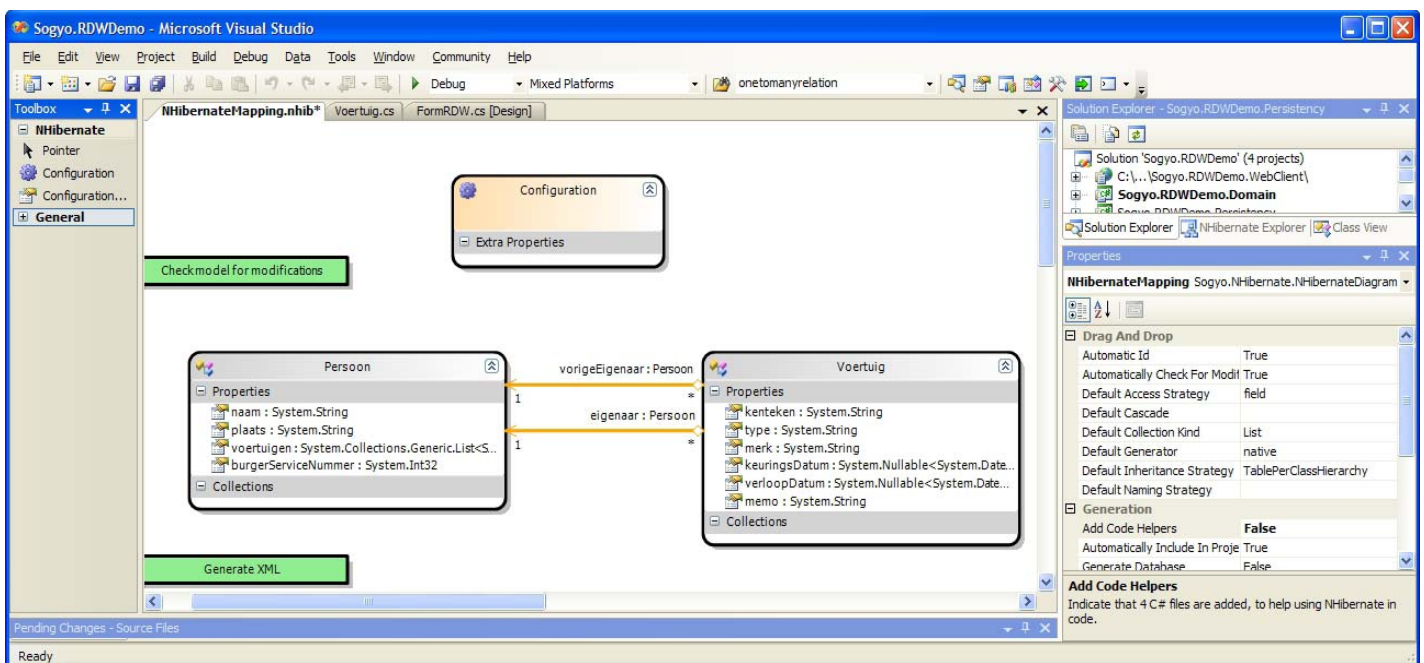 Sogyo.RDWDemo - Microsoft Visual Studio
File Edit View Project Build Debug Data Tools Window Community Help
Debug Mixed Platforms onetomanyrelation
Toolbox
NHibernate
Pointer
Configuration
Configuration...
General
NHibernateMapping.nhib* Voertuig.cs FormRDW.cs [Design]
Configuration
Extra Properties
Check model for modifications
Persoon
Properties
naam : System.String
plaats : System.String
voertuigen : System.Collections.Generic.List<S...
burgerServiceNummer : System.Int32
Collections
vorigeEigenaar : Persoon
1 *
eigenaar : Persoon
1 *
Voertuig
Properties
kenteken : System.String
type : System.String
merk : System.String
keuringsDatum : System.Nullable<System.Date...
verloopDatum : System.Nullable<System.Date...
memo : System.String
Collections
Generate XML
Solution Explorer - Sogyo.RDWDemo.Persistency
Solution 'Sogyo.RDWDemo' (4 projects)
C:\...\Sogyo.RDWDemo.WebClient\
Sogyo.RDWDemo.Domain
Sogyo.RDWDemo.Persistency
Solution Explorer NHibernate Explorer Class View
Properties
NHibernateMapping Sogyo.NHibernate.NHibernateDiagram
Drag And Drop
Automatic Id True
Automatically Check For Modif True
Default Access Strategy field
Default Cascade
Default Collection Kind List
Default Generator native
Default Inheritance Strategy TablePerClassHierarchy
Default Naming Strategy
Generation
Add Code Helpers False
Automatically Include In Proje True
Generate Database False
Add Code Helpers
Indicate that 4 C# files are added, to help using NHibernate in
code.
Pending Changes - Source Files
Ready